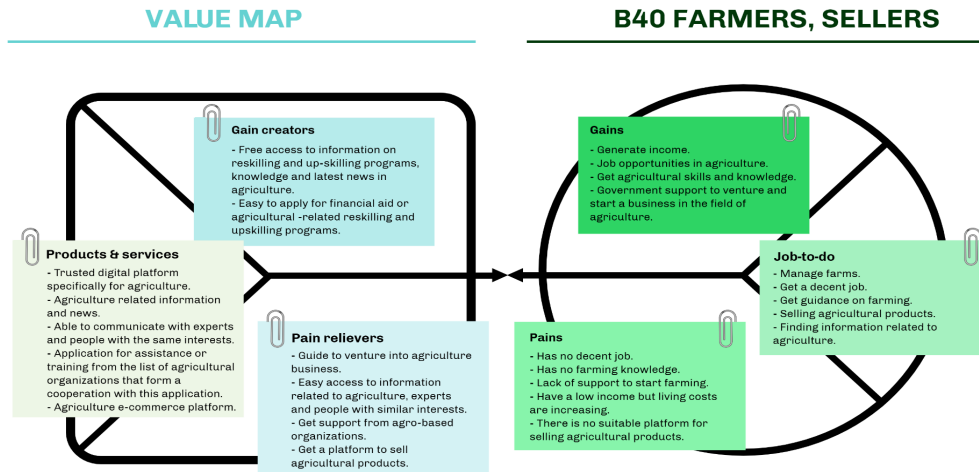 VALUE MAP
B40 FARMERS, SELLERS
Gain creators
- Free access to information on
reskilling and up-skilling programs,
knowledge and latest news in
agriculture.
- Easy to apply for financial aid or
agricultural -related reskilling and
upskilling programs.
Products & services
- Trusted digital platform
specifically for agriculture.
- Agriculture related information
and news.
- Able to communicate with experts
and people with the same interests.
- Application for assistance or
training from the list of agricultural
organizations that form a
cooperation with this application.
- Agriculture e-commerce platform.
Pain relievers
- Guide to venture into agriculture
business.
- Easy access to information
related to agriculture, experts
and people with similar interests.
- Get support from agro-based
organizations.
- Get a platform to sell
agricultural products.
Gains
- Generate income.
- Job opportunities in agriculture.
- Get agricultural skills and knowledge.
- Government support to venture and
start a business in the field of
agriculture.
Job-to-do
- Manage farms.
- Get a decent job.
- Get guidance on farming.
- Selling agricultural products.
- Finding information related to
agriculture.
Pains
- Has no decent job.
- Has no farming knowledge.
- Lack of support to start farming.
- Have a low income but living costs
are increasing.
- There is no suitable platform for
selling agricultural products.